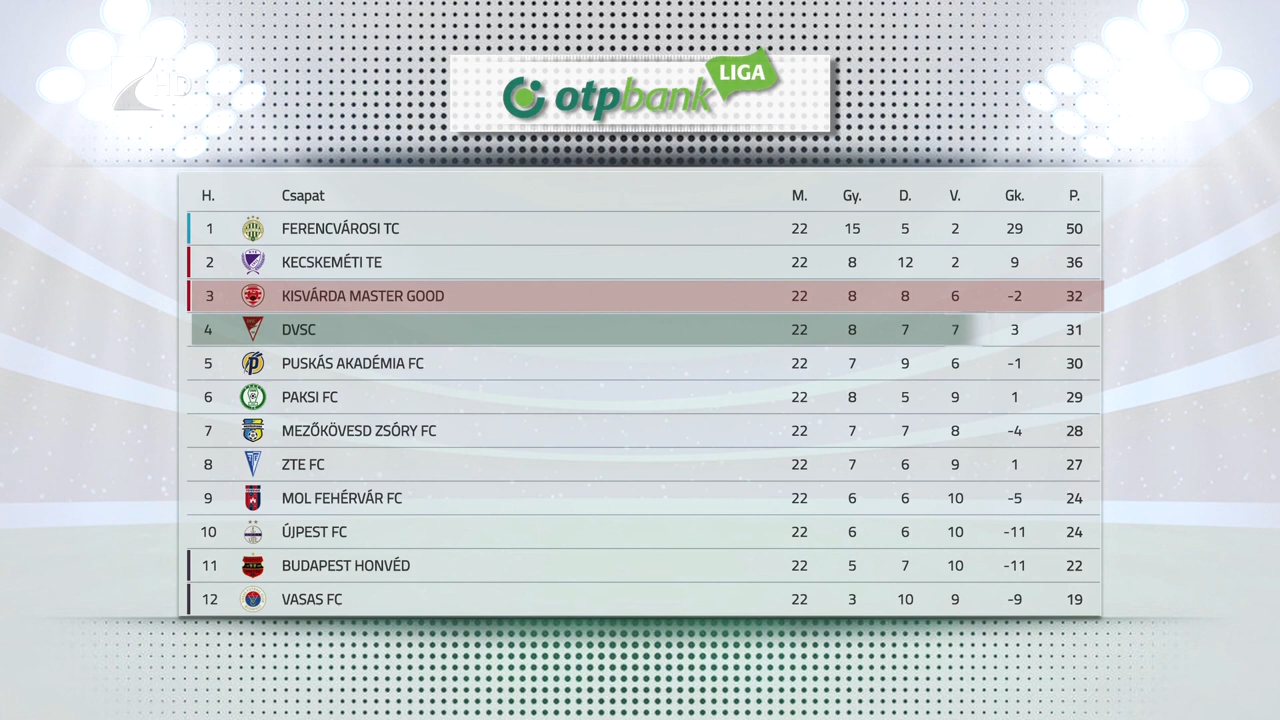 HD
otpbank LIGA
H. Csapat M. Gy. D. V. Gk. P.
1 FERENCVÁROSI TC 22 15 5 2 29 50
2 KECSKEMÉTI TE 22 8 12 2 9 36
3 KISVÁRDA MASTER GOOD 22 8 8 6 -2 32
4 DVSC 22 8 7 7 3 31
5 PUSKÁS AKADÉMIA FC 22 7 9 6 -1 30
6 PAKSI FC 22 8 5 9 1 29
7 MEZŐKÖVESD ZSÓRY FC 22 7 7 8 -4 28
8 ZTE FC 22 7 6 9 1 27
9 MOL FEHÉRVÁR FC 22 6 6 10 -5 24
10 ÚJPEST FC 22 6 6 10 -11 24
11 BUDAPEST HONVÉD 22 5 7 10 -11 22
12 VASAS FC 22 3 10 9 -9 19